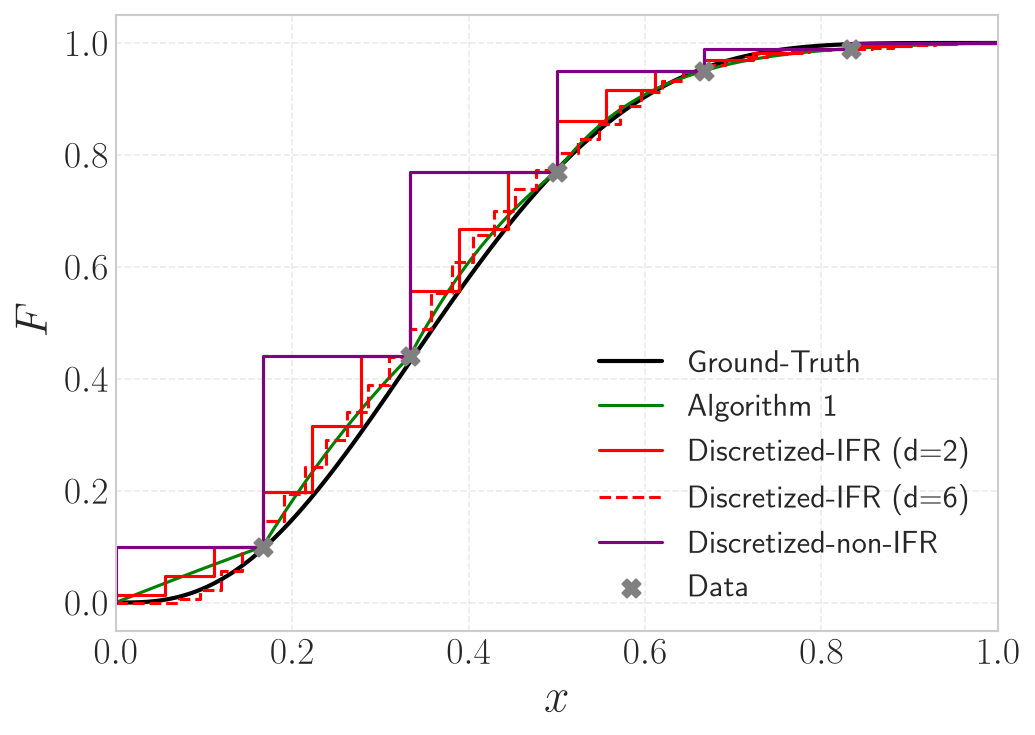 1.0
0.8
0.6
0.4
0.2
0.0
F
Ground-Truth
Algorithm 1
Discretized-IFR (d=2)
Discretized-IFR (d=6)
Discretized-non-IFR
Data
0.0 0.2 0.4 0.6 0.8 1.0
x